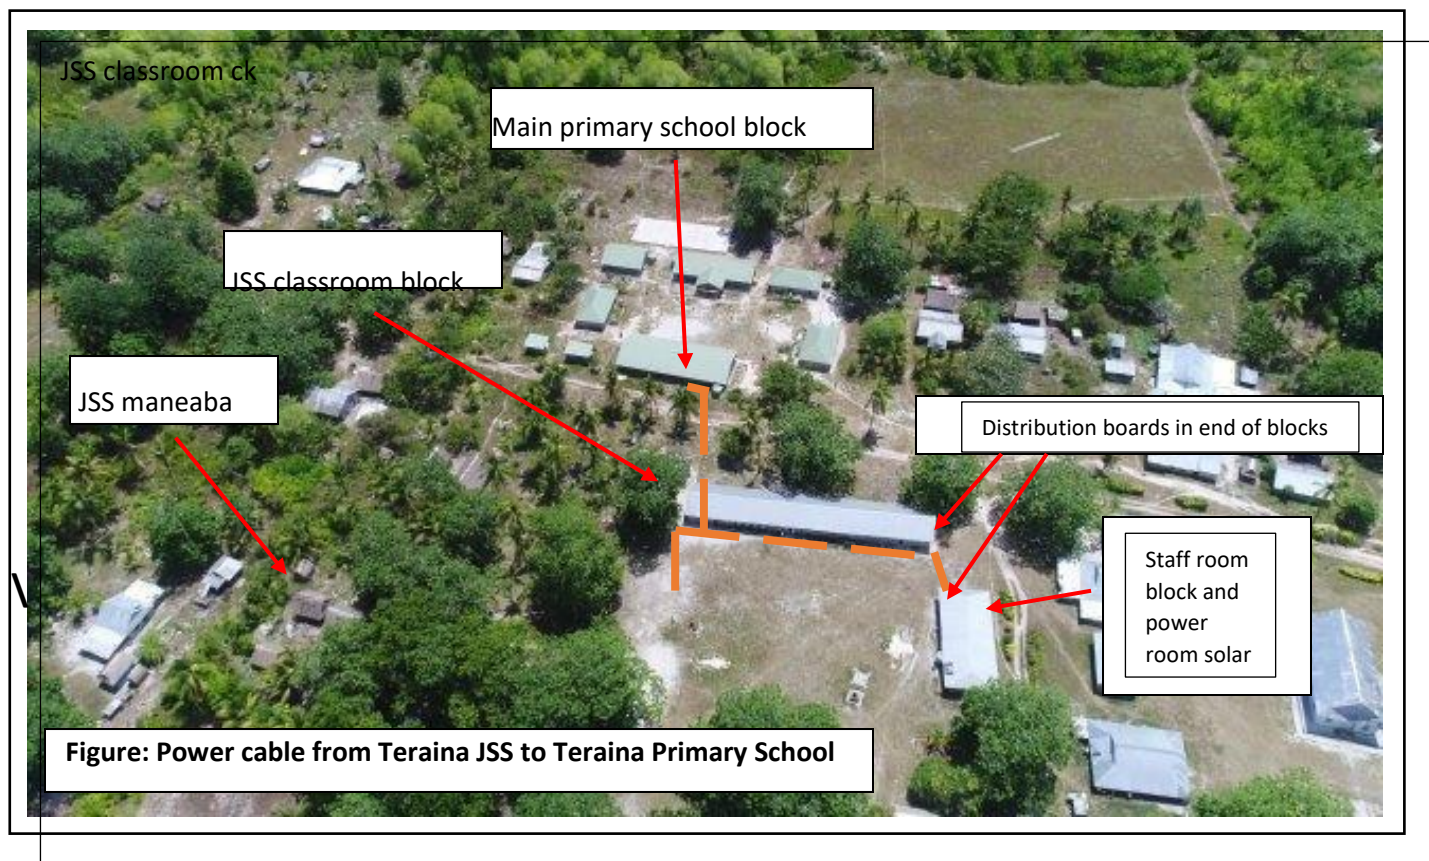 JSS classroom ck
Main primary school block
JSS classroom block
JSS maneaba
Distribution boards in end of blocks
Staff room
block and
power
room solar
Figure: Power cable from Teraina JSS to Teraina Primary School